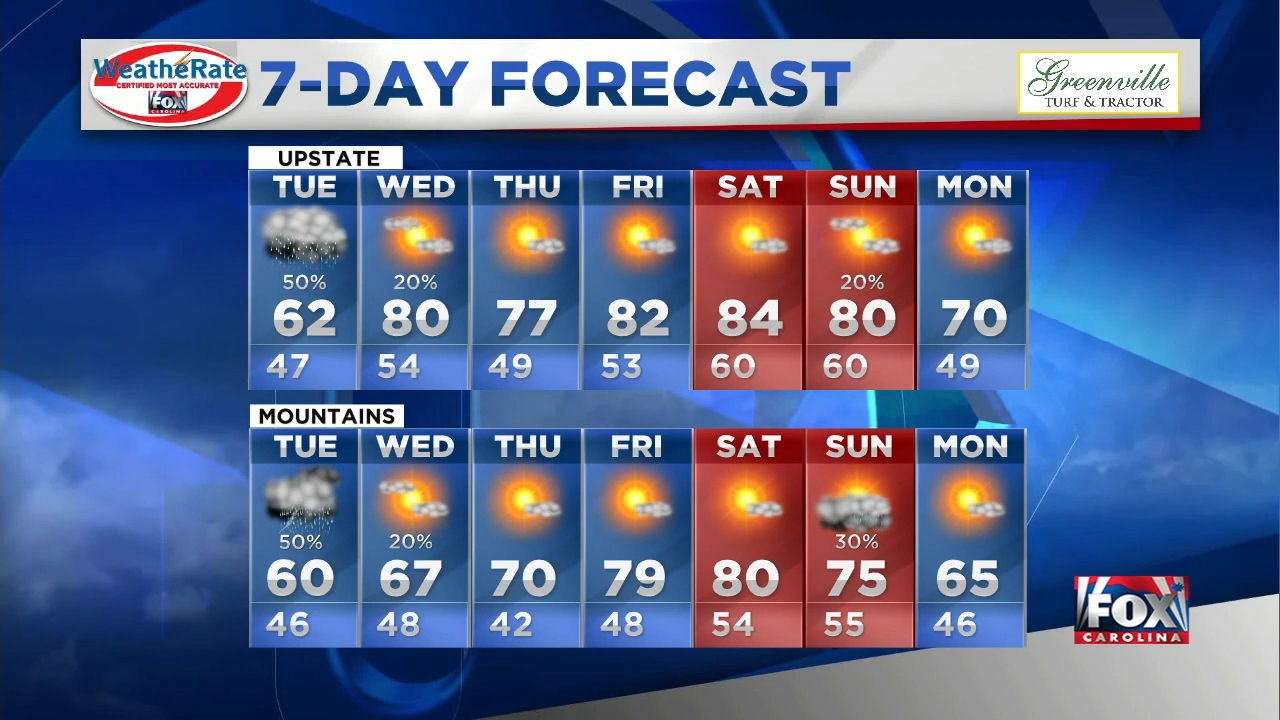 WeatheRate
CERTIFIED MOST ACCURATE
FOX
CAROLINA
7-DAY FORECAST
Greenville
TURF & TRACTOR
UPSTATE
TUE WED THU FRI SAT SUN MON
50% 20% 20%
62 80 77 82 84 80 70
47 54 49 53 60 60 49
MOUNTAINS
TUE WED THU FRI SAT SUN MON
50% 20% 30%
60 67 70 79 80 75 65
46 48 42 48 54 55 46
FOX
CAROLINA